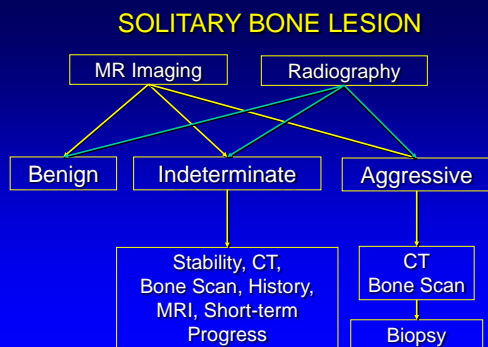 SOLITARY BONE LESION
MR Imaging
Radiography
Benign
Indeterminate
Aggressive
Stability, CT,
Bone Scan, History,
MRI, Short-term
Progress
CT
Bone Scan
Biopsy